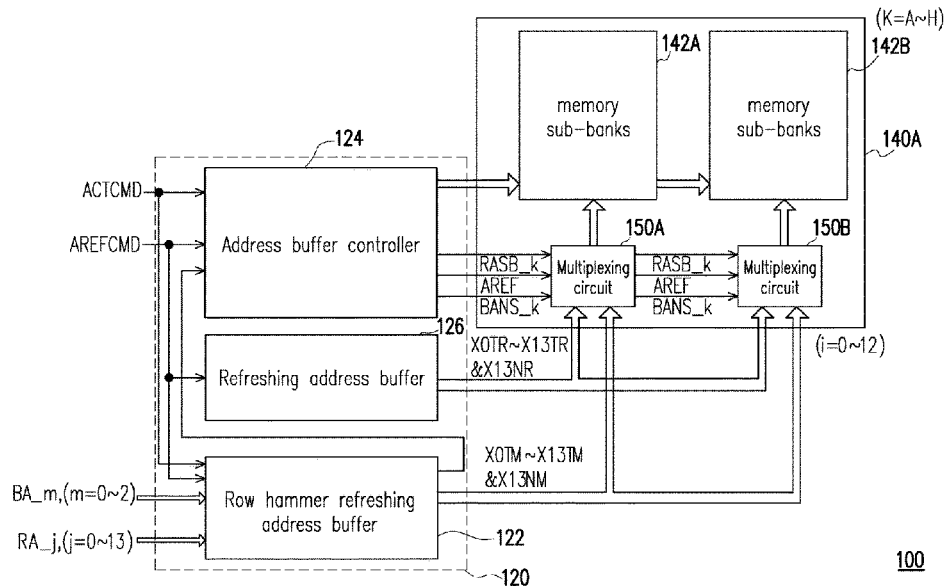 (K=A~H)
142A
142B
memory
sub-banks
memory
sub-banks
140A
124
ACTCMD
AREFCMD
Address buffer controller
150A
150B
RASB_k
AREF
BANS_k
Multiplexing
circuit
RASB_k
AREF
BANS_k
Multiplexing
circuit
126
(i=0~12)
X0TR~X13TR
&X13NR
Refreshing address buffer
X0TM~X13TM
&X13NM
BA_m,(m=0~2)
Row hammer refreshing
address buffer
RA_j,(j=0~13)
122
120
100